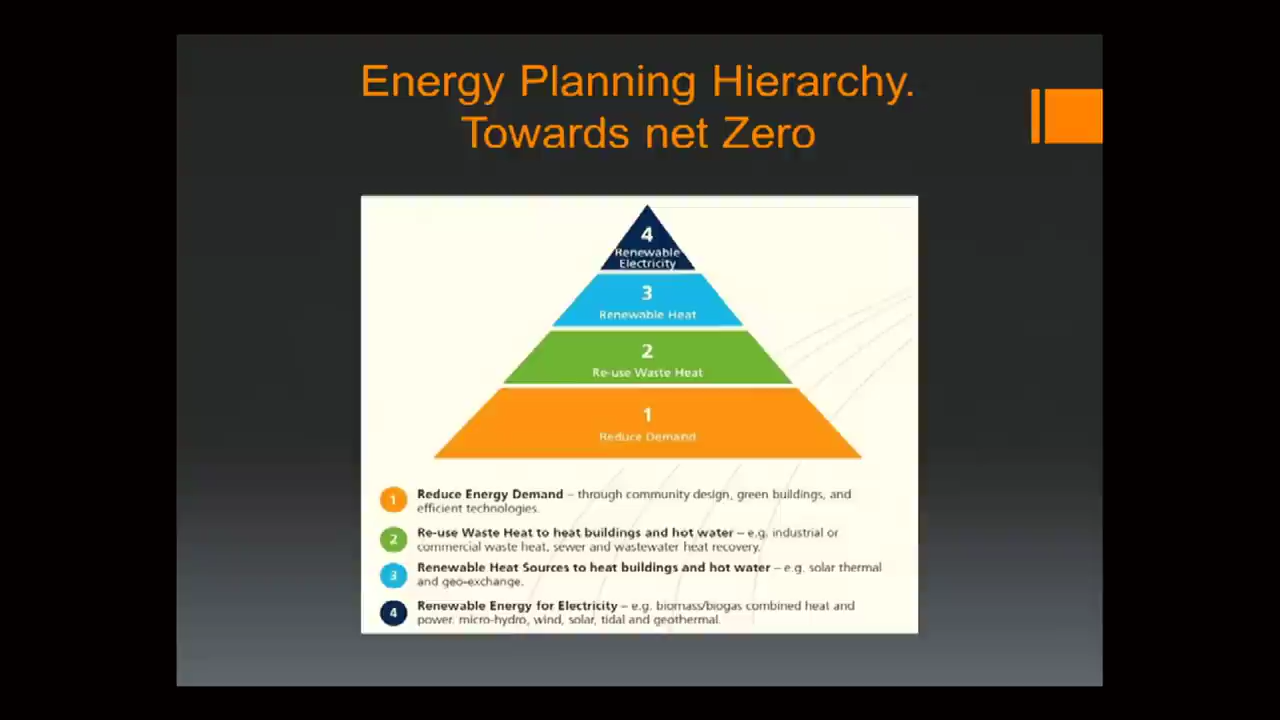 Energy Planning Hierarchy.
Towards net Zero
4
Renewable
Electricity
3
Renewable Heat
2
Re-use Waste Heat
1
Reduce Demand
1 Reduce Energy Demand – through community design, green buildings, and
efficient technologies.
2 Re-use Waste Heat to heat buildings and hot water – e.g. industrial or
commercial waste heat, sewer and wastewater heat recovery.
3 Renewable Heat Sources to heat buildings and hot water – e.g. solar thermal
and geo-exchange.
4 Renewable Energy for Electricity – e.g. biomass/biogas combined heat and
power, micro-hydro, wind, solar, tidal and geothermal.